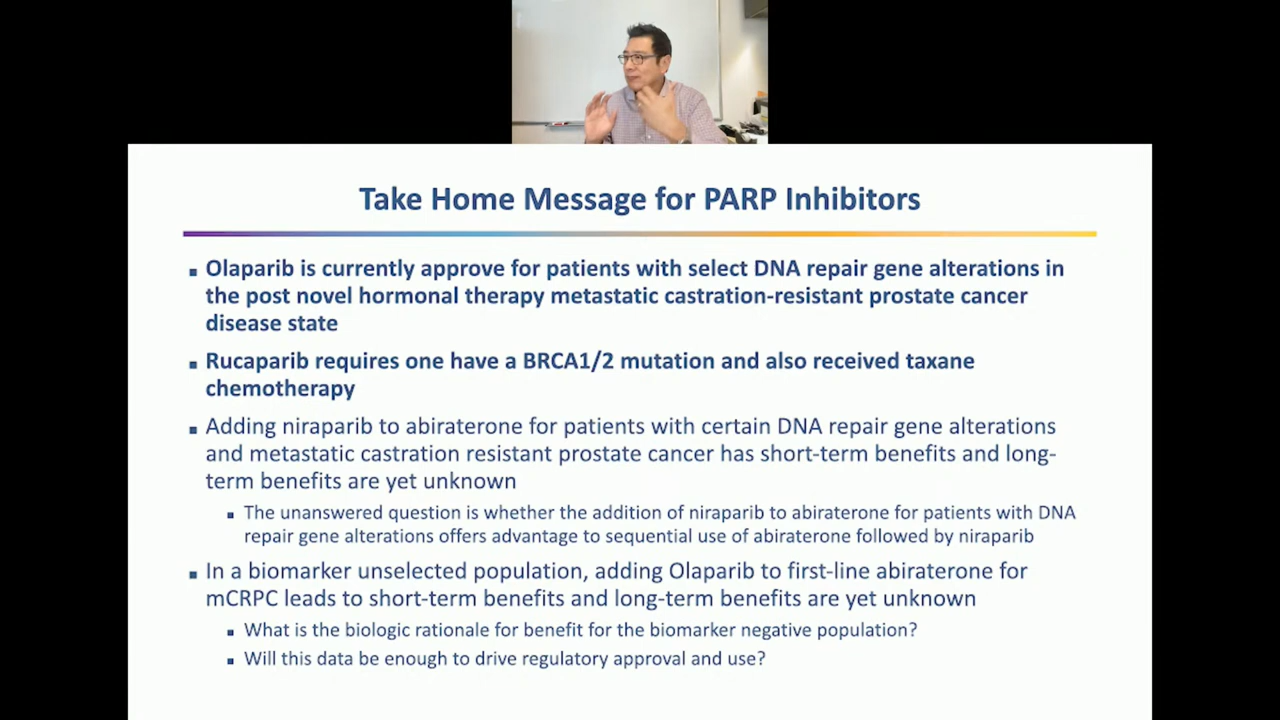 Take Home Message for PARP Inhibitors
Olaparib is currently approve for patients with select DNA repair gene alterations in
the post novel hormonal therapy metastatic castration-resistant prostate cancer
disease state
Rucaparib requires one have a BRCA1/2 mutation and also received taxane
chemotherapy
Adding niraparib to abiraterone for patients with certain DNA repair gene alterations
and metastatic castration resistant prostate cancer has short-term benefits and long-
term benefits are yet unknown
The unanswered question is whether the addition of niraparib to abiraterone for patients with DNA
repair gene alterations offers advantage to sequential use of abiraterone followed by niraparib
In a biomarker unselected population, adding Olaparib to first-line abiraterone for
mCRPC leads to short-term benefits and long-term benefits are yet unknown
What is the biologic rationale for benefit for the biomarker negative population?
Will this data be enough to drive regulatory approval and use?